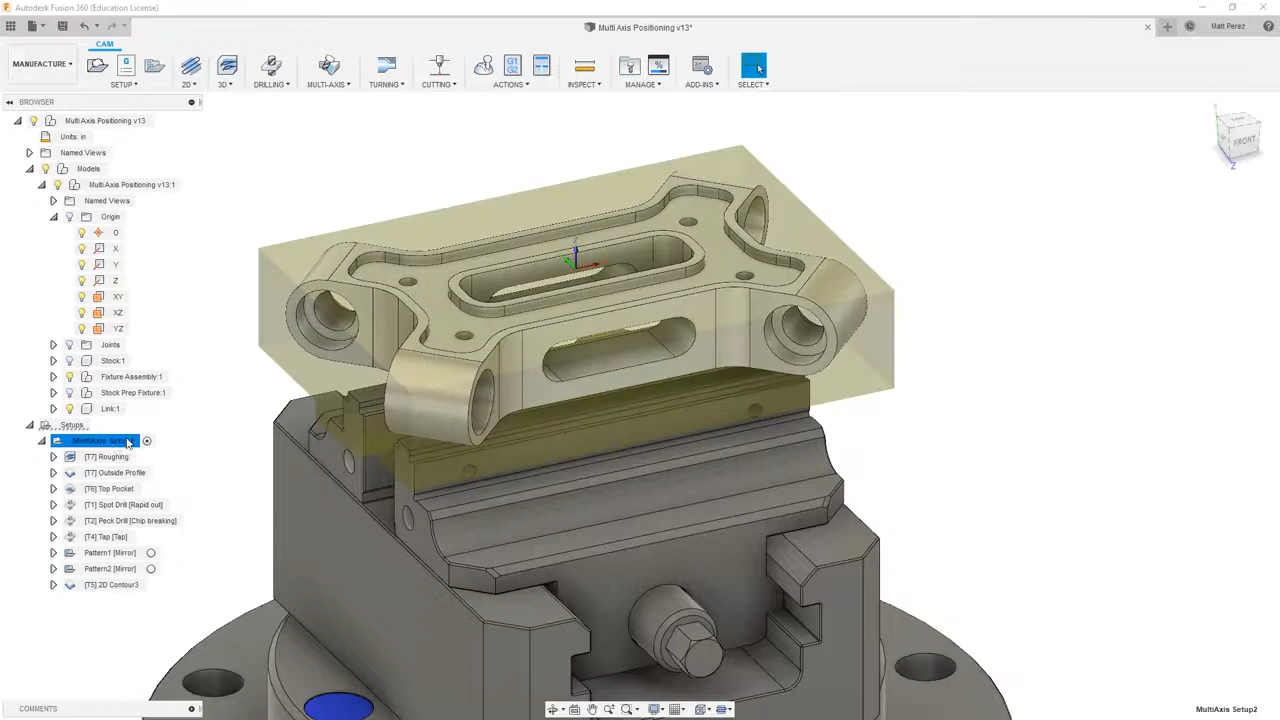 Autodesk Fusion 360 (Education License)
Multi Axis Positioning v13*
Matt Perez
CAM
MANUFACTURE
SETUP
2D
3D
DRILLING
MULTI-AXIS
TURNING
CUTTING
G1
G2
ACTIONS
INSPECT
MANAGE
ADD-INS
SELECT
BROWSER
Multi Axis Positioning v13
Units: in
Named Views
Models
Multi Axis Positioning v13:1
Named Views
Origin
O
X
Y
Z
XY
XZ
YZ
Joints
Stock:1
Fixture Assembly:1
Stock Prep Fixture:1
Link:1
Setups
MultiAxis Setup2
[T7] Roughing
[T7] Outside Profile
[T6] Top Pocket
[T1] Spot Drill [Rapid out]
[T2] Peck Drill [Chip breaking]
[T4] Tap [Tap]
Pattern1 [Mirror]
Pattern2 [Mirror]
[T5] 2D Contour3
FRONT
Z
COMMENTS
MultiAxis Setup2